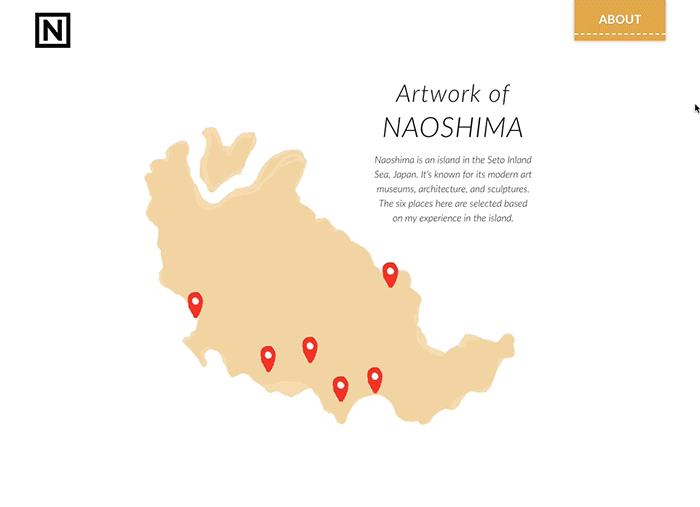 N
ABOUT
Artwork of
NAOSHIMA
Naoshima is an island in the Seto Inland
Sea, Japan. It's known for its modern art
museums, architecture, and sculptures.
The six places here are selected based
on my experience in the island.